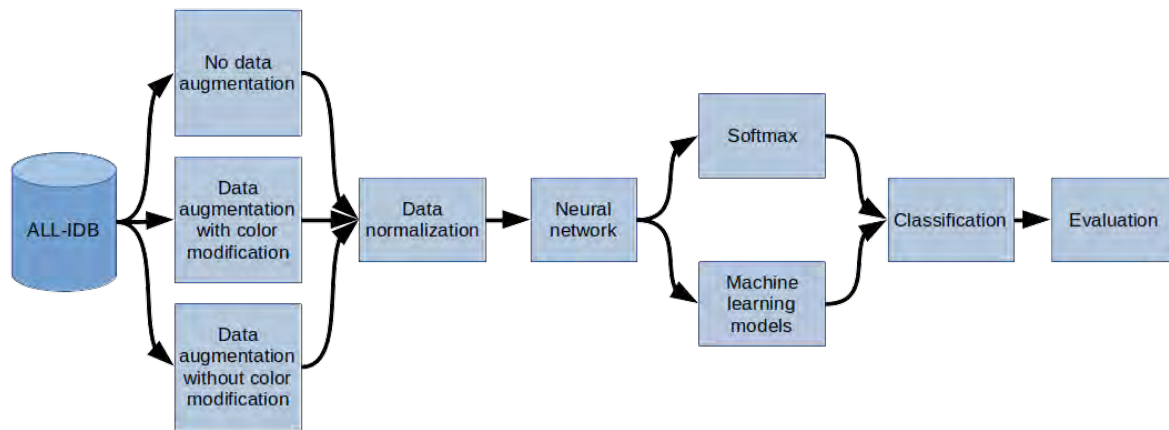 ALL-IDB
No data
augmentation
Data
augmentation
with color
modification
Data
augmentation
without color
modification
Data
normalization
Neural
network
Softmax
Machine
learning
models
Classification
Evaluation